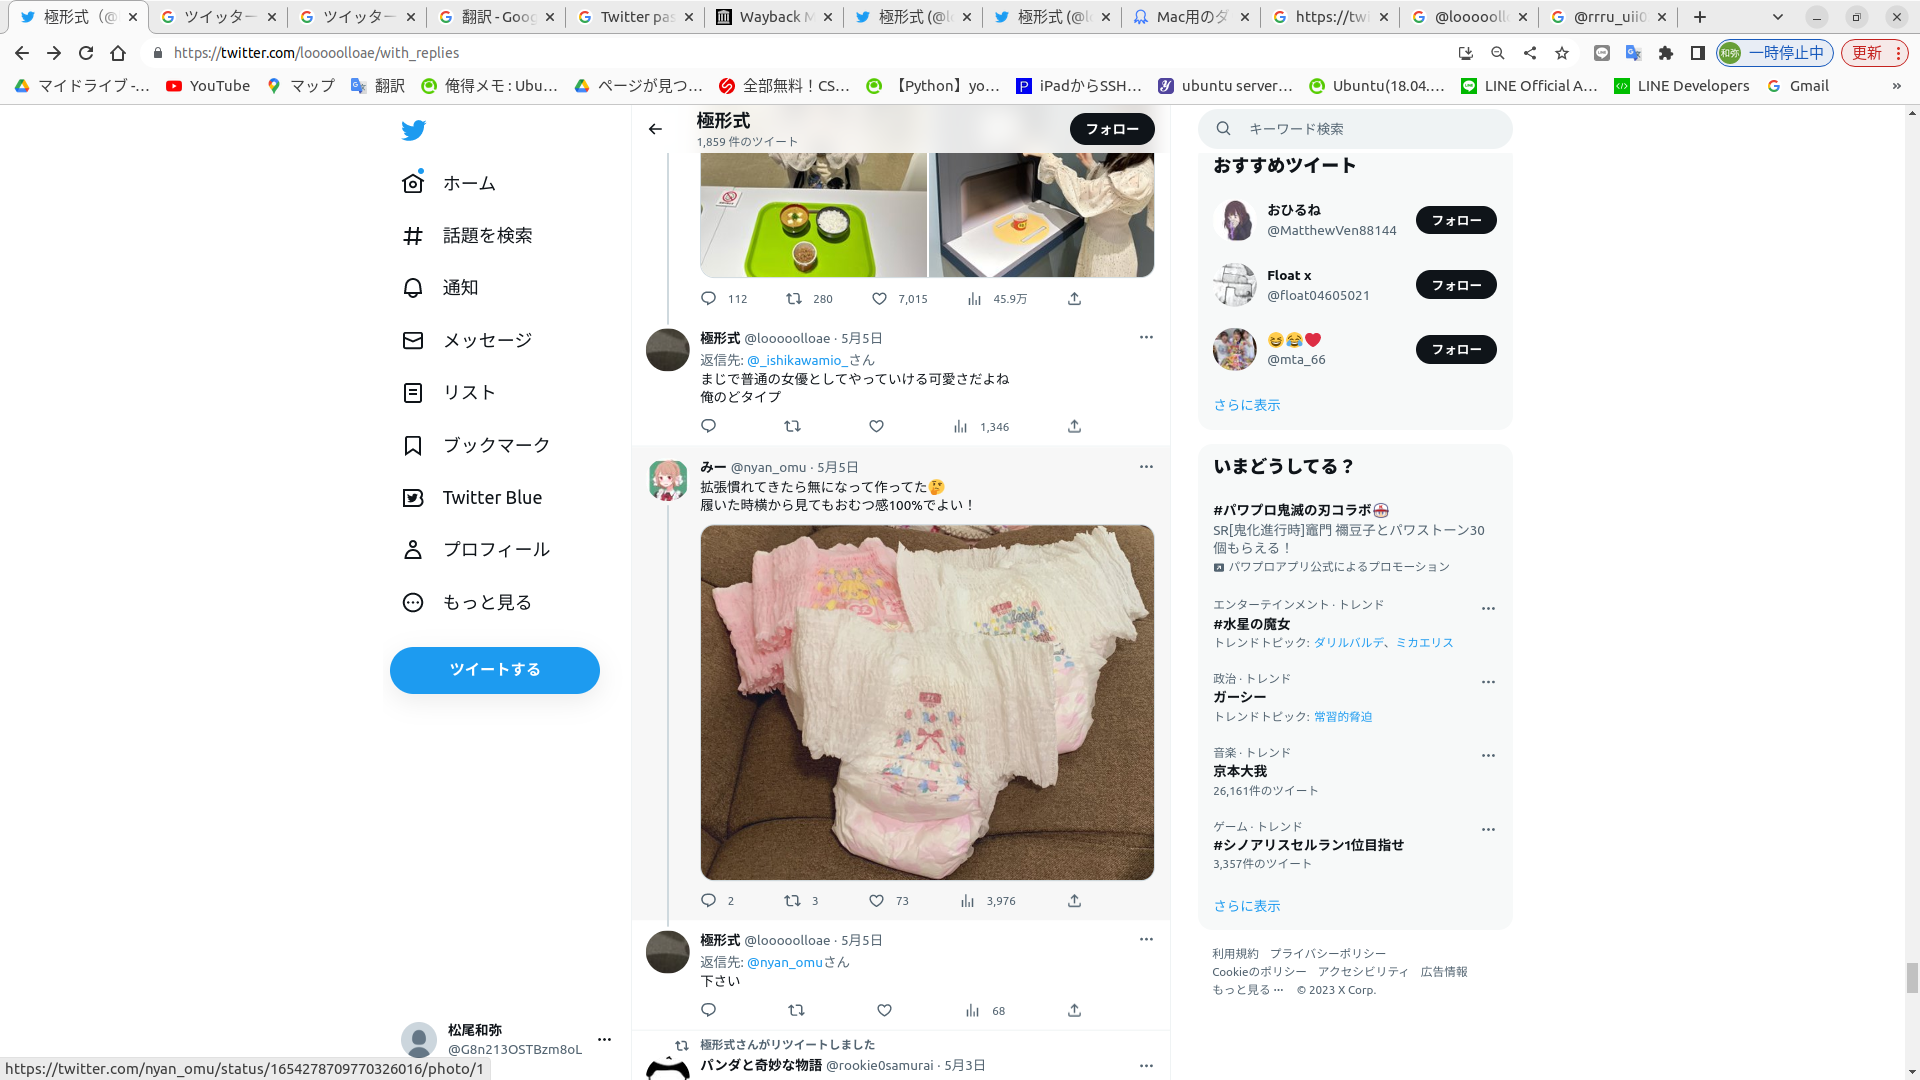 極形式（@
ツイッター
ツイッター
翻訳 - Goog
Twitter pas
Wayback M
極形式 (@lo
極形式 (@lo
Mac用のダ
https://twi
@looooollo
@rrru_uii0
https://twitter.com/looooolloae/with_replies
和弥 一時停止中
更新
マイドライブ -...
YouTube
マップ
翻訳
俺得メモ : Ubu...
ページが見つ...
全部無料！CS...
【Python】yo...
iPadからSSH...
ubuntu server...
Ubuntu(18.04....
LINE Official A...
LINE Developers
Gmail
»
ホーム
話題を検索
通知
メッセージ
リスト
ブックマーク
Twitter Blue
プロフィール
もっと見る
ツイートする
松尾和弥
@G8n213OSTBzm8oL
https://twitter.com/nyan_omu/status/1654278709770326016/photo/1
極形式
1,859 件のツイート
フォロー
112 280 7,015 45.9万
極形式 @looooolloae · 5月5日
返信先: @_ishikawamio_さん
まじで普通の女優としてやっていける可愛さだよね
俺のどタイプ
1,346
みー @nyan_omu · 5月5日
拡張慣れてきたら無になって作ってた🤔
履いた時横から見てもおむつ感100%でよい！
2 3 73 3,976
極形式 @looooolloae · 5月5日
返信先: @nyan_omuさん
下さい
68
極形式さんがリツイートしました
パンダと奇妙な物語 @rookie0samurai · 5月3日
キーワード検索
おすすめツイート
おひるね
@MatthewVen88144
フォロー
Float x
@float04605021
フォロー
😆😂❤️
@mta_66
フォロー
さらに表示
いまどうしてる？
#パワプロ鬼滅の刃コラボ
SR[鬼化進行時]竈門 禰豆子とパワストーン30
個もらえる！
パワプロアプリ公式によるプロモーション
エンターテインメント · トレンド
#水星の魔女
トレンドトピック: ダリルバルデ、ミカエリス
政治 · トレンド
ガーシー
トレンドトピック: 常習的脅迫
音楽 · トレンド
京本大我
26,161件のツイート
ゲーム · トレンド
#シノアリスセルラン1位目指せ
3,357件のツイート
さらに表示
利用規約 プライバシーポリシー
Cookieのポリシー アクセシビリティ 広告情報
もっと見る ··· © 2023 X Corp.